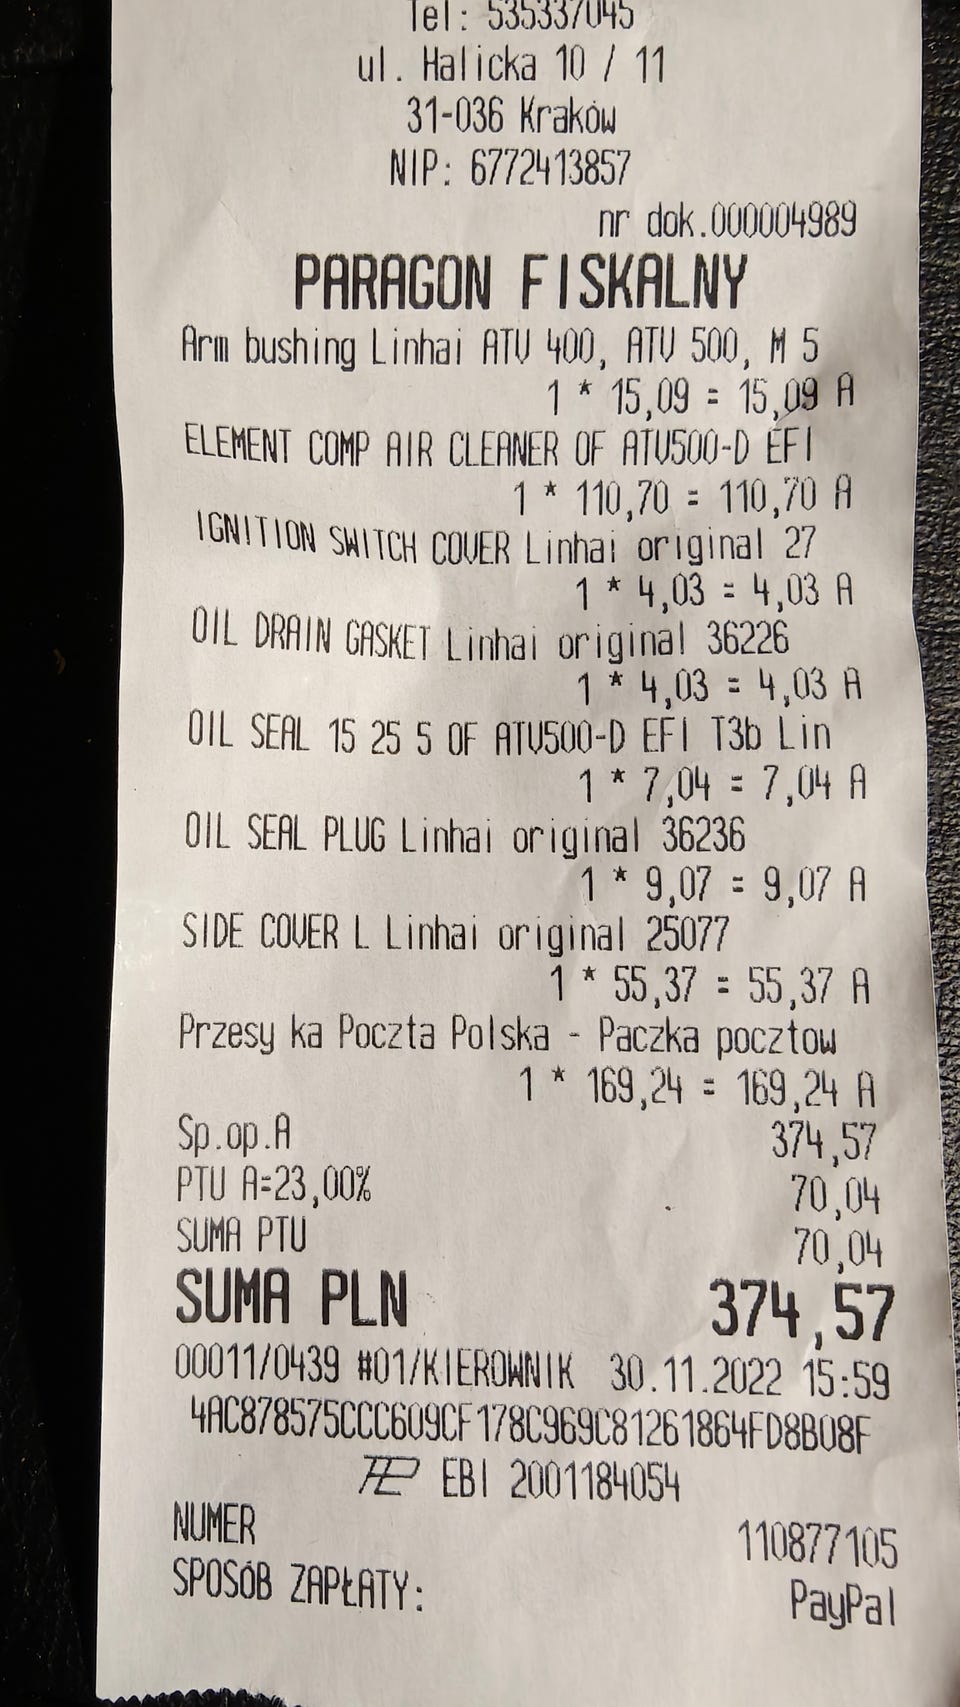 Tel: 535337045
ul. Halicka 10 / 11
31-036 Kraków
NIP: 6772413857
nr dok.000004989
PARAGON FISKALNY
Arm bushing Linhai ATV 400, ATV 500, M 5
1 * 15,09 = 15,09 A
ELEMENT COMP AIR CLEANER OF ATV500-D EFI
1 * 110,70 = 110,70 A
IGNITION SWITCH COVER Linhai original 27
1 * 4,03 = 4,03 A
OIL DRAIN GASKET Linhai original 36226
1 * 4,03 = 4,03 A
OIL SEAL 15 25 5 OF ATV500-D EFI T3b Lin
1 * 7,04 = 7,04 A
OIL SEAL PLUG Linhai original 36236
1 * 9,07 = 9,07 A
SIDE COVER L Linhai original 25077
1 * 55,37 = 55,37 A
Przesy ka Poczta Polska - Paczka pocztow
1 * 169,24 = 169,24 A
Sp.op.A 374,57
PTU A=23,00% 70,04
SUMA PTU 70,04
SUMA PLN 374,57
00011/0439 #01/KIEROWNIK 30.11.2022 15:59
4AC878575CCC609CF178C969C81261864FD8B08F
EBI 2001184054
NUMER 110877105
SPOSÓB ZAPŁATY: PayPal